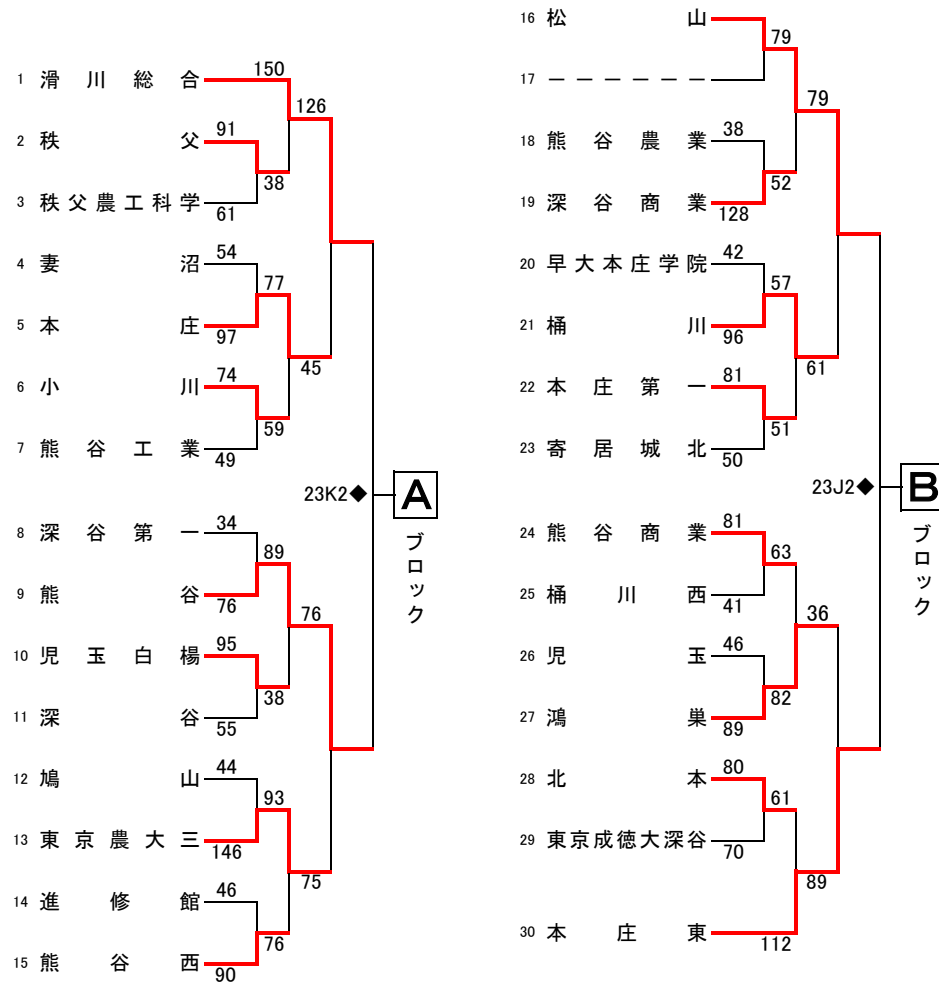 1 滑川総合 150
126
2 秩父 91
38
3 秩父農工科学 61
4 妻沼 54
77
5 本庄 97
45
6 小川 74
59
7 熊谷工業 49
23K2◆ A
ブロック
8 深谷第一 34
89
9 熊谷 76
76
10 児玉白楊 95
38
11 深谷 55
12 鳩山 44
93
13 東京農大三 146
75
14 進修館 46
76
15 熊谷西 90
16 松山
79
17 ーーーーーー
79
18 熊谷農業 38
52
19 深谷商業 128
20 早大本庄学院 42
57
21 桶川 96
61
22 本庄第一 81
51
23 寄居城北 50
23J2◆ B
ブロック
24 熊谷商業 81
63
25 桶川西 41
36
26 児玉 46
82
27 鴻巣 89
28 北本 80
61
29 東京成徳大深谷 70
89
30 本庄東 112